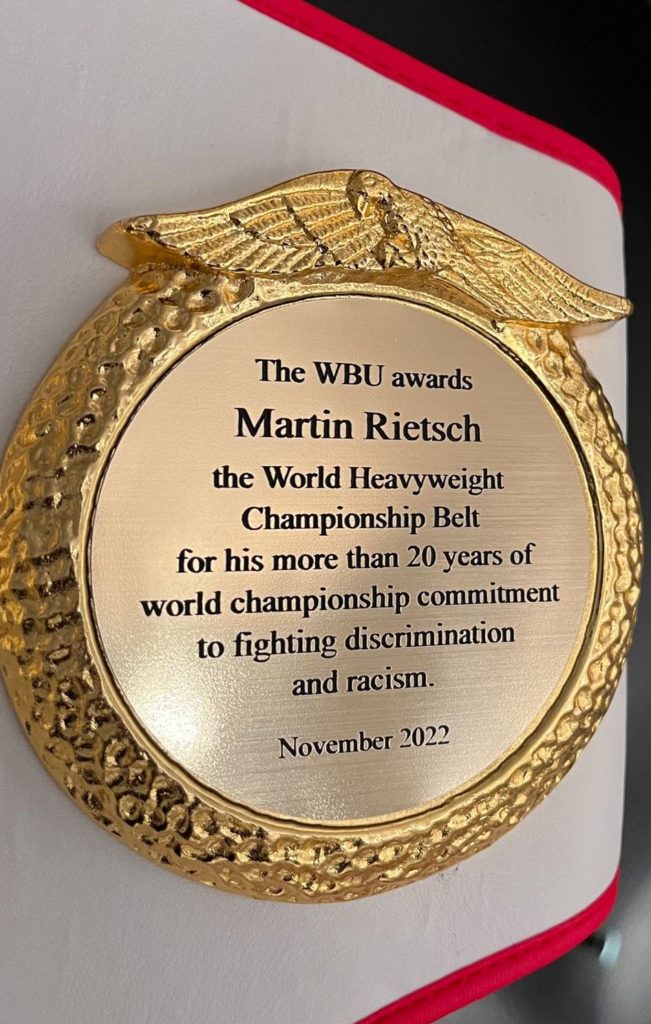 The WBU awards
Martin Rietsch
the World Heavyweight
Championship Belt
for his more than 20 years of
world championship commitment
to fighting discrimination
and racism.
November 2022